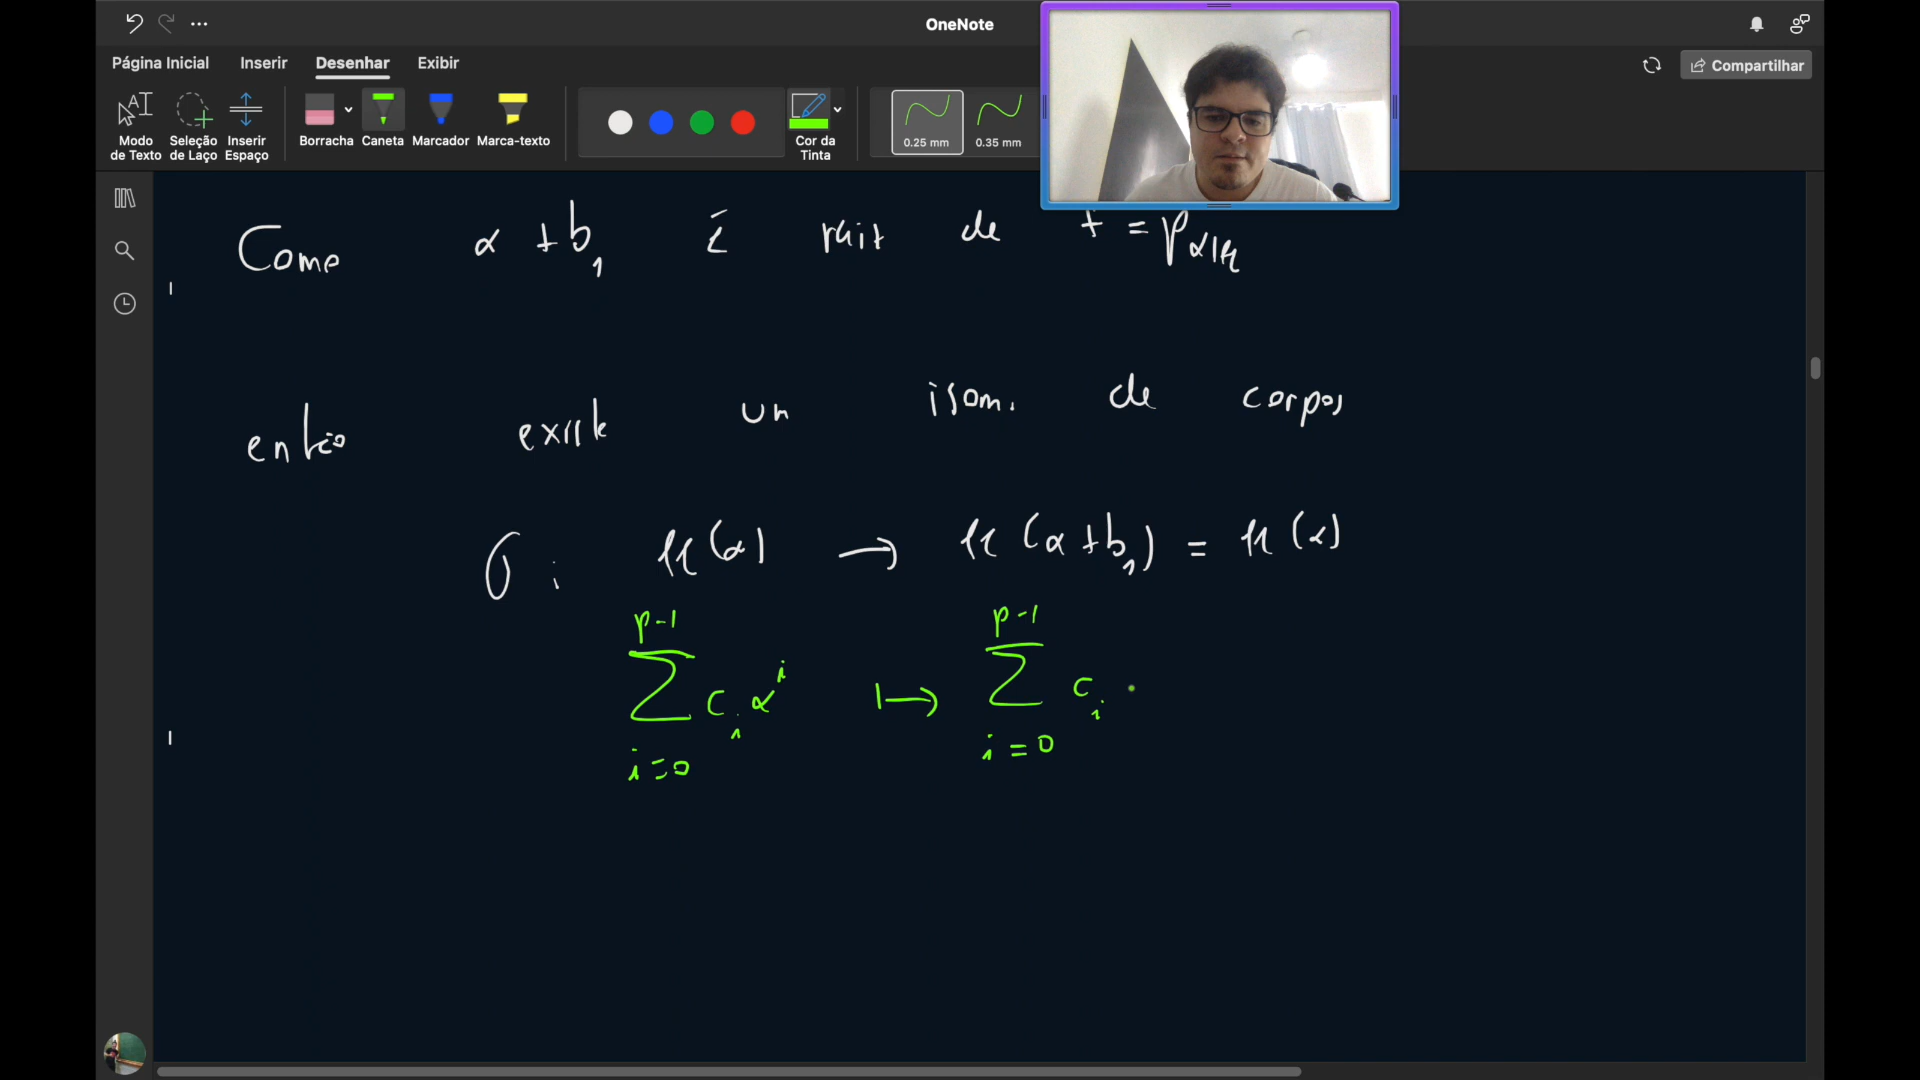 OneNote
Página Inicial Inserir Desenhar Exibir
Compartilhar
Modo de Texto Seleção de Laço Inserir Espaço Borracha Caneta Marcador Marca-texto Cor da Tinta 0.25 mm 0.35 mm
Como α + b₁ é raiz de f = p_{α|K}
então existe un isom. de corpos
σ: K(α) → K(α + b₁) = K(α)
∑_{i=0}^{p-1} c_i α^i ↦ ∑_{i=0}^{p-1} c_i